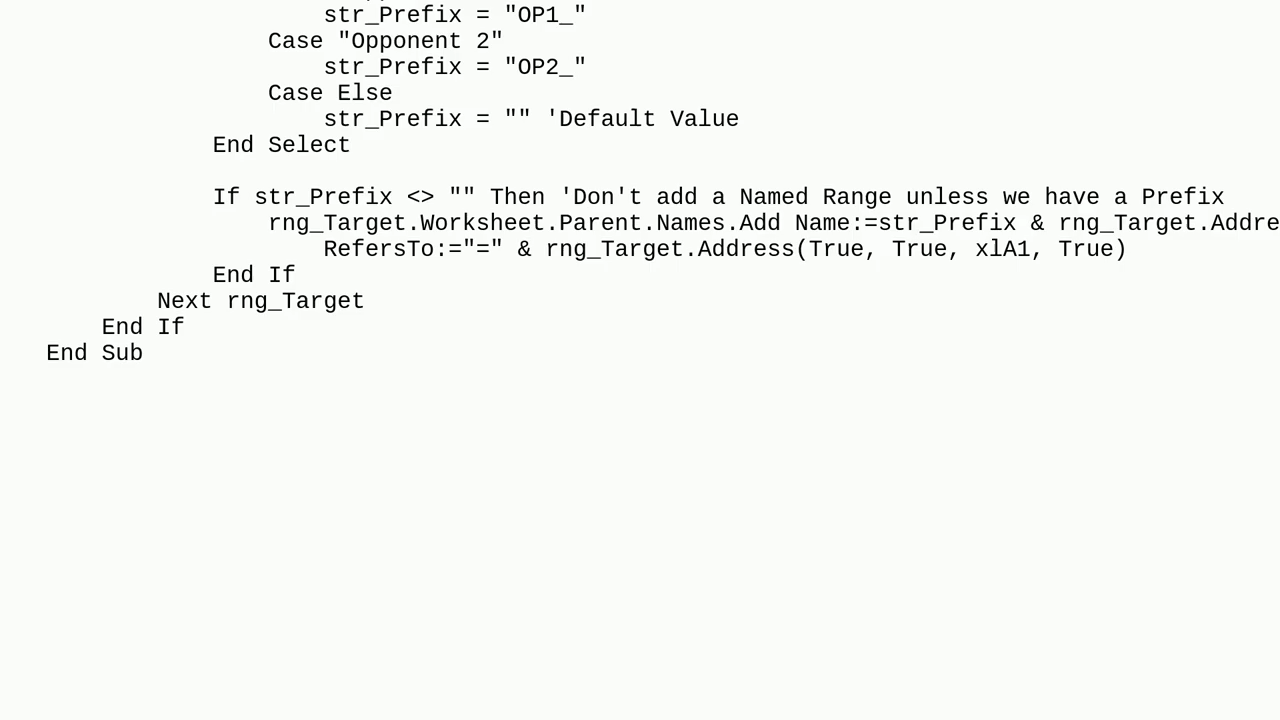 str_Prefix = "OP1_"
Case "Opponent 2"
str_Prefix = "OP2_"
Case Else
str_Prefix = "" 'Default Value
End Select
If str_Prefix <> "" Then 'Don't add a Named Range unless we have a Prefix
rng_Target.Worksheet.Parent.Names.Add Name:=str_Prefix & rng_Target.Addre
RefersTo:="=" & rng_Target.Address(True, True, xlA1, True)
End If
Next rng_Target
End If
End Sub